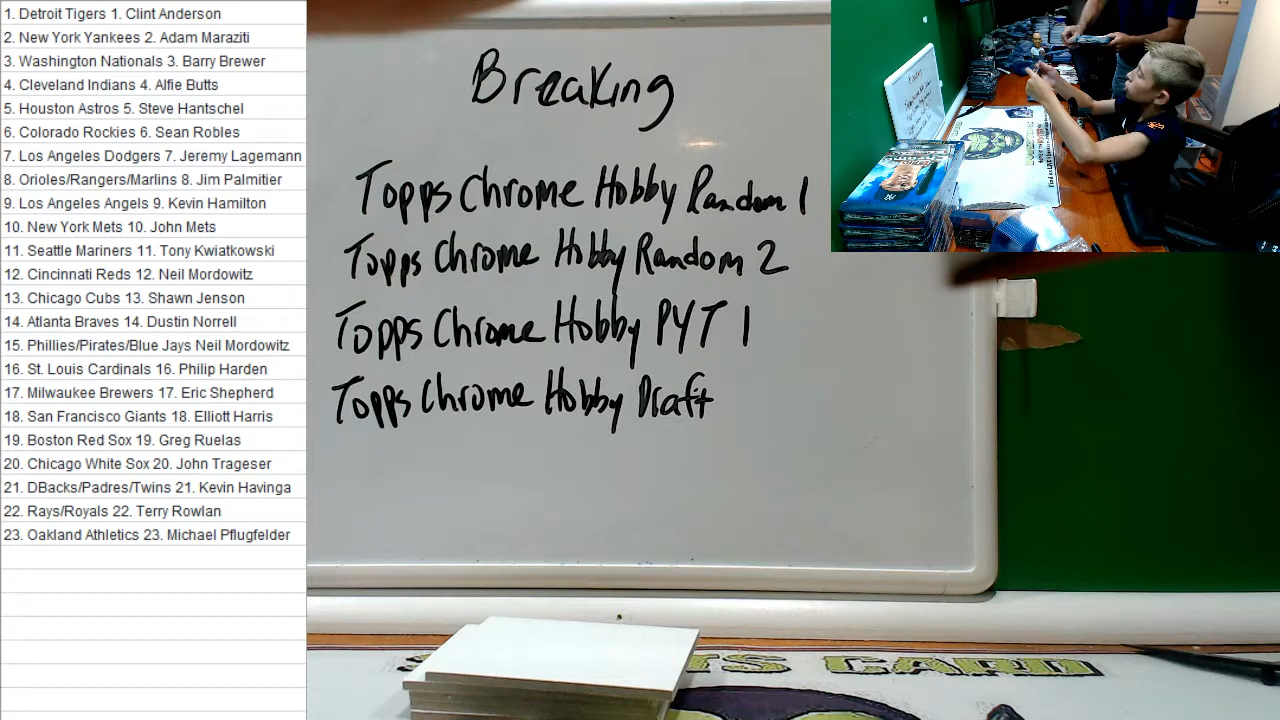 1. Detroit Tigers 1. Clint Anderson
2. New York Yankees 2. Adam Maraziti
3. Washington Nationals 3. Barry Brewer
4. Cleveland Indians 4. Alfie Butts
5. Houston Astros 5. Steve Hantschel
6. Colorado Rockies 6. Sean Robles
7. Los Angeles Dodgers 7. Jeremy Lagemann
8. Orioles/Rangers/Marlins 8. Jim Palmitier
9. Los Angeles Angels 9. Kevin Hamilton
10. New York Mets 10. John Mets
11. Seattle Mariners 11. Tony Kwiatkowski
12. Cincinnati Reds 12. Neil Mordowitz
13. Chicago Cubs 13. Shawn Jenson
14. Atlanta Braves 14. Dustin Norrell
15. Phillies/Pirates/Blue Jays Neil Mordowitz
16. St. Louis Cardinals 16. Philip Harden
17. Milwaukee Brewers 17. Eric Shepherd
18. San Francisco Giants 18. Elliott Harris
19. Boston Red Sox 19. Greg Ruelas
20. Chicago White Sox 20. John Trageser
21. DBacks/Padres/Twins 21. Kevin Havinga
22. Rays/Royals 22. Terry Rowlan
23. Oakland Athletics 23. Michael Pflugfelder
Breaking
Topps Chrome Hobby Random 1
Topps Chrome Hobby Random 2
Topps Chrome Hobby PYT 1
Topps Chrome Hobby Draft
CARD